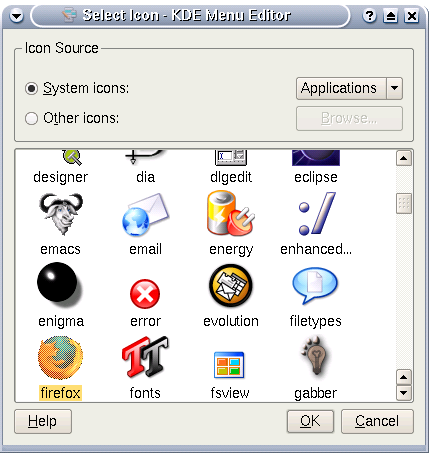 Select Icon - KDE Menu Editor
Icon Source
System icons:
Applications
Other icons:
Browse...
designer dia dlgedit eclipse
emacs email energy enhanced...
enigma error evolution filetypes
firefox fonts fsview gabber
Help OK Cancel